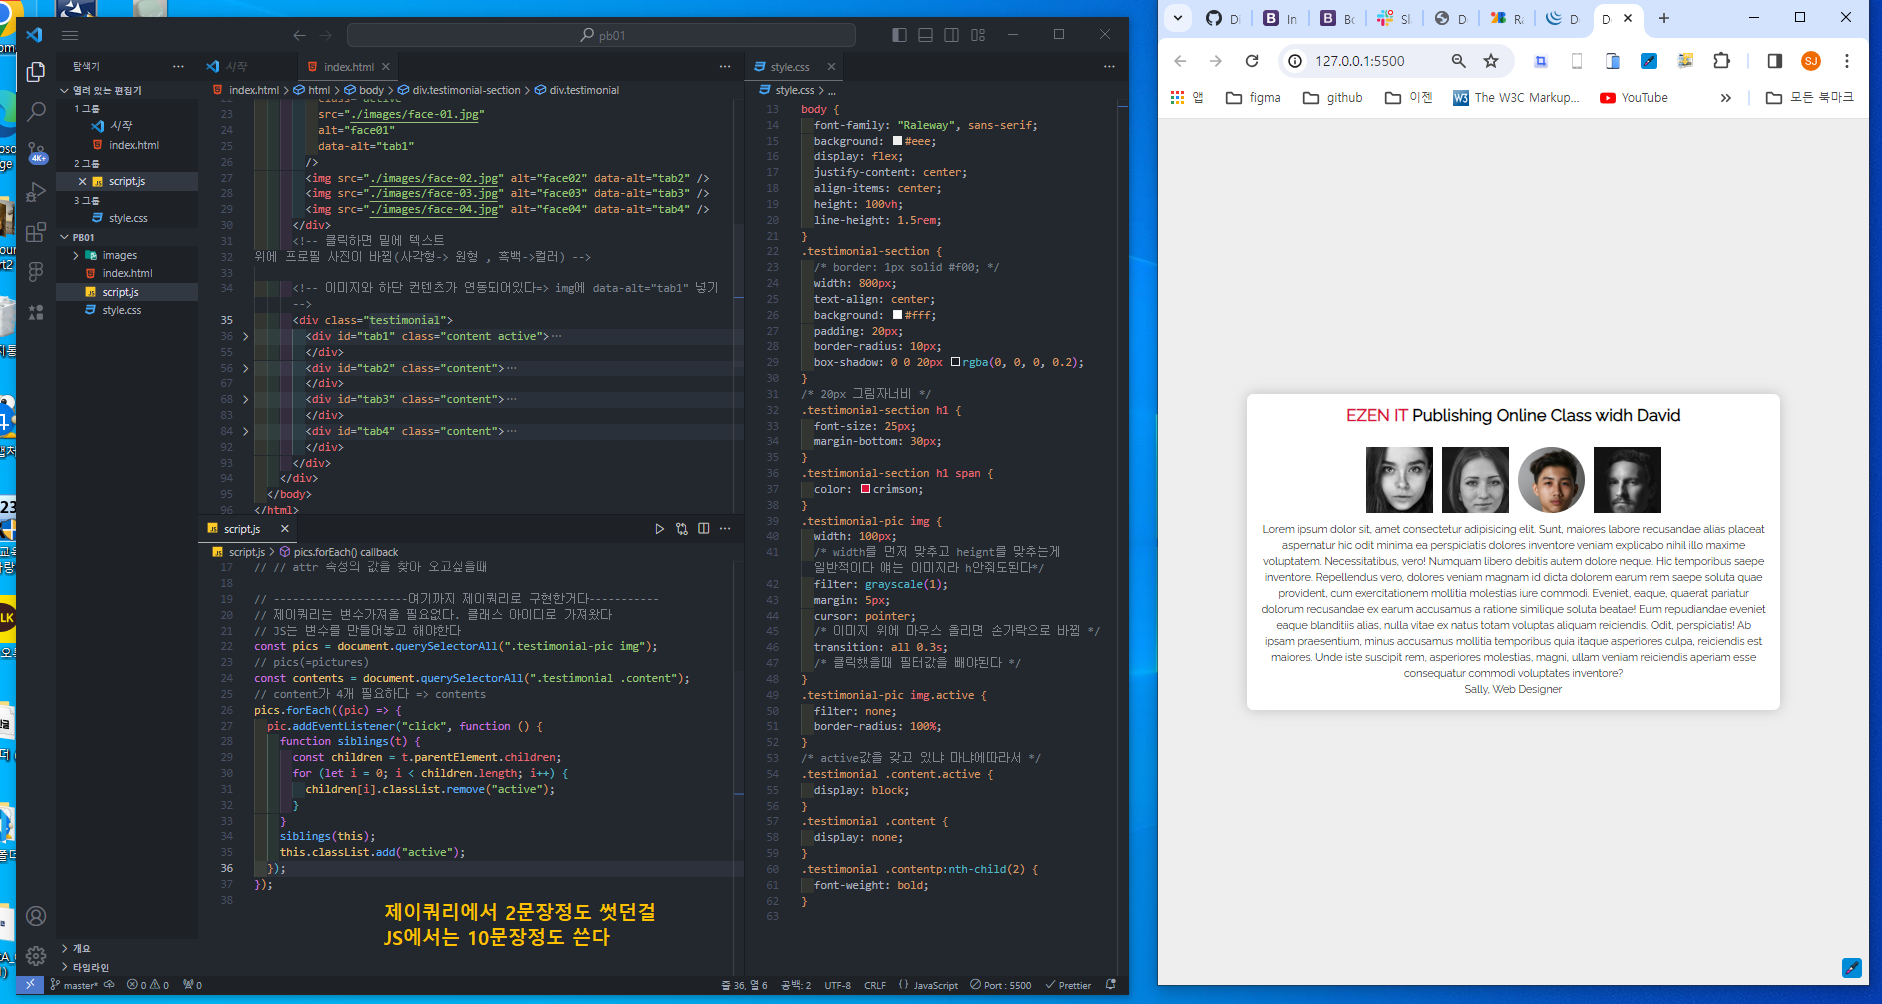 pb01
탐색기
열려 있는 편집기
1 그룹
시작
index.html
2 그룹
script.js
3 그룹
style.css
PB01
images
index.html
script.js
style.css
개요
타임라인
시작
index.html
index.html > html > body > div.testimonial-section > div.testimonial
22 class="active"
23 src="./images/face-01.jpg"
24 alt="face01"
25 data-alt="tab1"
26 />
27 <img src="./images/face-02.jpg" alt="face02" data-alt="tab2" />
28 <img src="./images/face-03.jpg" alt="face03" data-alt="tab3" />
29 <img src="./images/face-04.jpg" alt="face04" data-alt="tab4" />
30 </div>
31 <!-- 클릭하면 밑에 텍스트
32 위에 프로필 사진이 바뀜(사각형-> 원형 , 흑백->컬러) -->
33
34 <!-- 이미지와 하단 컨텐츠가 연동되어있다=> img에 data-alt="tab1" 넣기
-->
35 <div class="testimonial">
36 <div id="tab1" class="content active">…
55 </div>
56 <div id="tab2" class="content">…
67 </div>
68 <div id="tab3" class="content">…
83 </div>
84 <div id="tab4" class="content">…
92 </div>
93 </div>
94 </div>
95 </body>
96 </html>
script.js
script.js > pics.forEach() callback
17 // // attr 속성의 값을 찾아 오고싶을때
18
19 // ---------------------여기까지 제이쿼리로 구현한거다-----------
20 // 제이쿼리는 변수가져올 필요없다. 클래스 아이디로 가져왔다
21 // JS는 변수를 만들어놓고 해야한다
22 const pics = document.querySelectorAll(".testimonial-pic img");
23 // pics(=pictures)
24 const contents = document.querySelectorAll(".testimonial .content");
25 // content가 4개 필요하다 => contents
26 pics.forEach((pic) => {
27 pic.addEventListener("click", function () {
28 function siblings(t) {
29 const children = t.parentElement.children;
30 for (let i = 0; i < children.length; i++) {
31 children[i].classList.remove("active");
32 }
33 }
34 siblings(this);
35 this.classList.add("active");
36 });
37 });
38
제이쿼리에서 2문장정도 썻던걸
JS에서는 10문장정도 쓴다
style.css
style.css > ...
13 body {
14 font-family: "Raleway", sans-serif;
15 background: #eee;
16 display: flex;
17 justify-content: center;
18 align-items: center;
19 height: 100vh;
20 line-height: 1.5rem;
21 }
22 .testimonial-section {
23 /* border: 1px solid #f00; */
24 width: 800px;
25 text-align: center;
26 background: #fff;
27 padding: 20px;
28 border-radius: 10px;
29 box-shadow: 0 0 20px rgba(0, 0, 0, 0.2);
30 }
31 /* 20px 그림자너비 */
32 .testimonial-section h1 {
33 font-size: 25px;
34 margin-bottom: 30px;
35 }
36 .testimonial-section h1 span {
37 color: crimson;
38 }
39 .testimonial-pic img {
40 width: 100px;
41 /* width를 먼저 맞추고 heignt를 맞추는게
일반적이다 얘는 이미지라 h안줘도된다*/
42 filter: grayscale(1);
43 margin: 5px;
44 cursor: pointer;
45 /* 이미지 위에 마우스 올리면 손가락으로 바뀜 */
46 transition: all 0.3s;
47 /* 클릭했을때 필터값을 빼야된다 */
48 }
49 .testimonial-pic img.active {
50 filter: none;
51 border-radius: 100%;
52 }
53 /* active값을 갖고 있냐 마냐에따라서 */
54 .testimonial .content.active {
55 display: block;
56 }
57 .testimonial .content {
58 display: none;
59 }
60 .testimonial .contentp:nth-child(2) {
61 font-weight: bold;
62 }
63
master*
0 0
0
줄 36, 열 6
공백: 2
UTF-8
CRLF
{} JavaScript
Port : 5500
Prettier
4K+
127.0.0.1:5500
SJ
앱
figma
github
이젠
The W3C Markup...
YouTube
»
모든 북마크
EZEN IT Publishing Online Class widh David
Lorem ipsum dolor sit, amet consectetur adipisicing elit. Sunt, maiores labore recusandae alias placeat
aspernatur hic odit minima ea perspiciatis dolores inventore veniam explicabo nihil illo maxime
voluptatem. Necessitatibus, vero! Numquam libero debitis autem dolore neque. Hic temporibus saepe
inventore. Repellendus vero, dolores veniam magnam id dicta dolorem earum rem saepe soluta quae
provident, cum exercitationem mollitia molestias iure commodi. Eveniet, eaque, quaerat pariatur
dolorum recusandae ex earum accusamus a ratione similique soluta beatae! Eum repudiandae eveniet
eaque blanditiis alias, nulla vitae ex natus totam voluptas aliquam reiciendis. Odit, perspiciatis! Ab
ipsam praesentium, minus accusamus mollitia temporibus quia itaque asperiores culpa, reiciendis est
maiores. Unde iste suscipit rem, asperiores molestias, magni, ullam veniam reiciendis aperiam esse
consequatur commodi voluptates inventore?
Sally, Web Designer